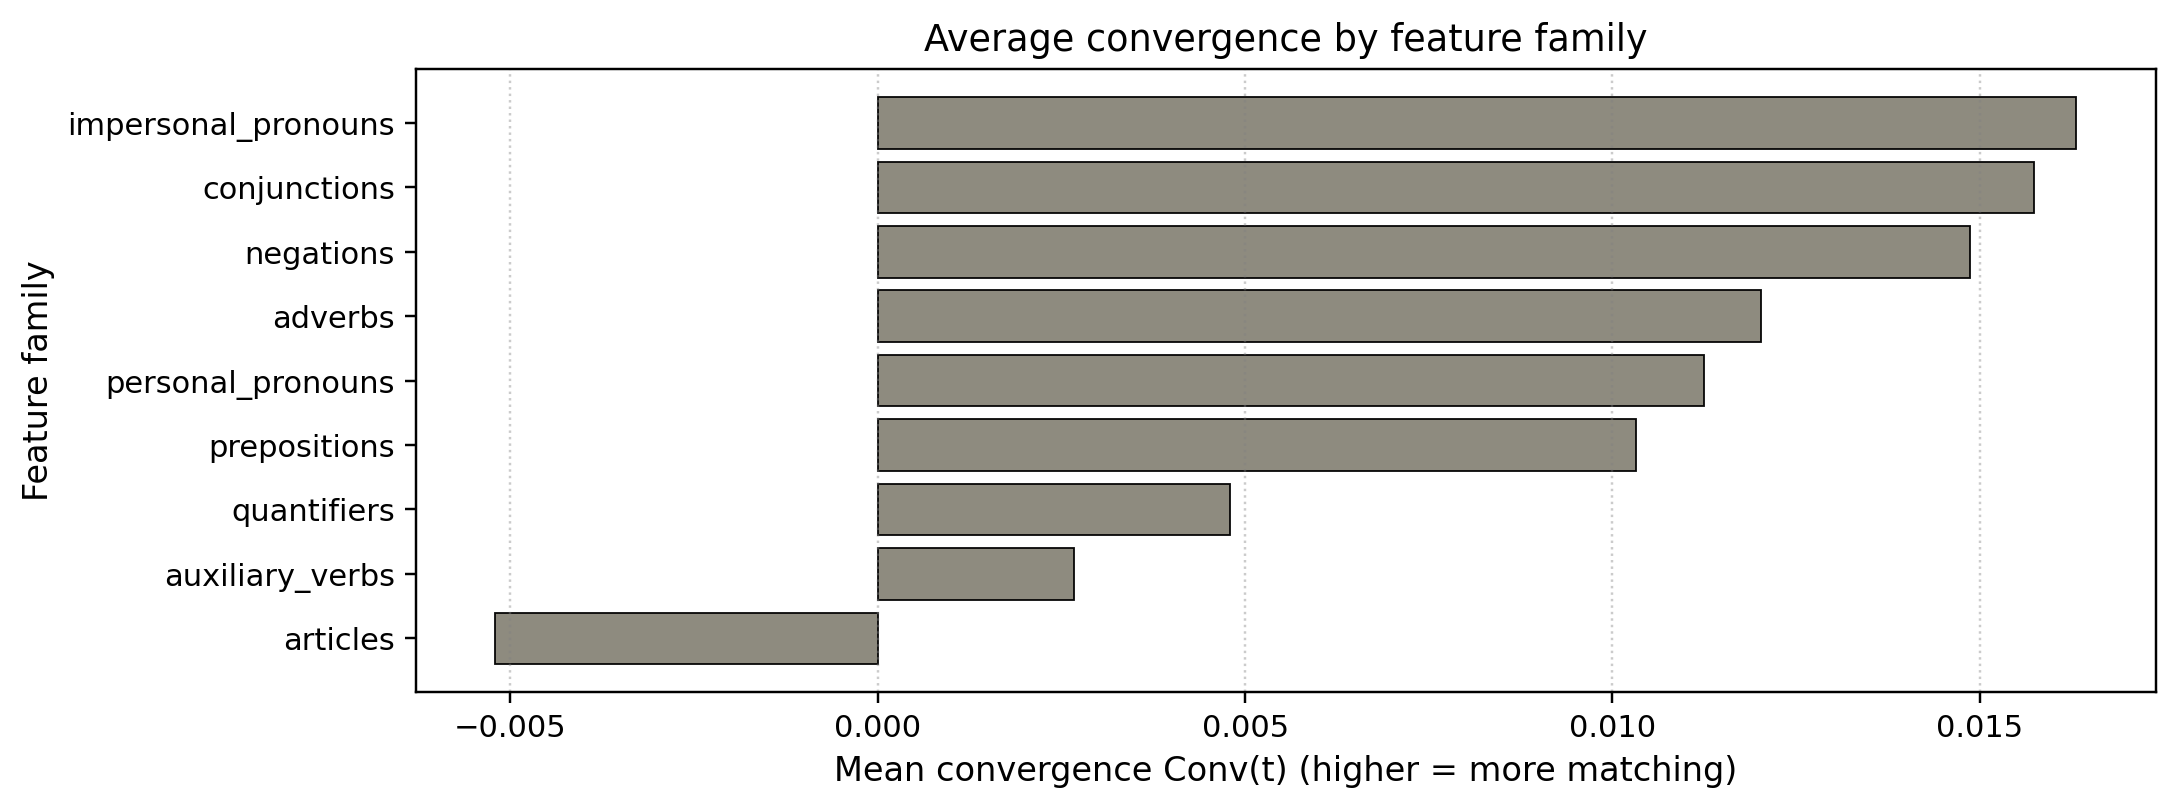 Average convergence by feature family
Feature family
impersonal_pronouns
conjunctions
negations
adverbs
personal_pronouns
prepositions
quantifiers
auxiliary_verbs
articles
−0.005 0.000 0.005 0.010 0.015
Mean convergence Conv(t) (higher = more matching)